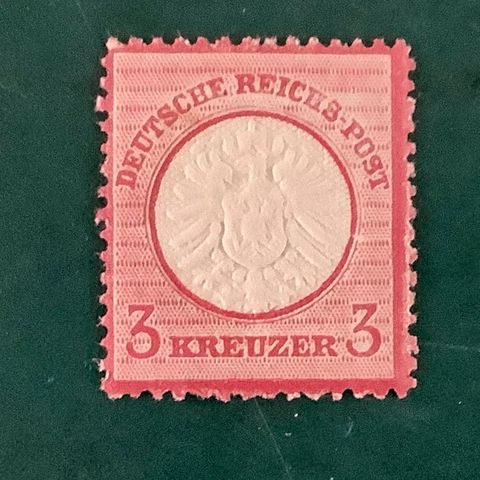 DEUTSCHE REICHS-POST
3 KREUZER 3